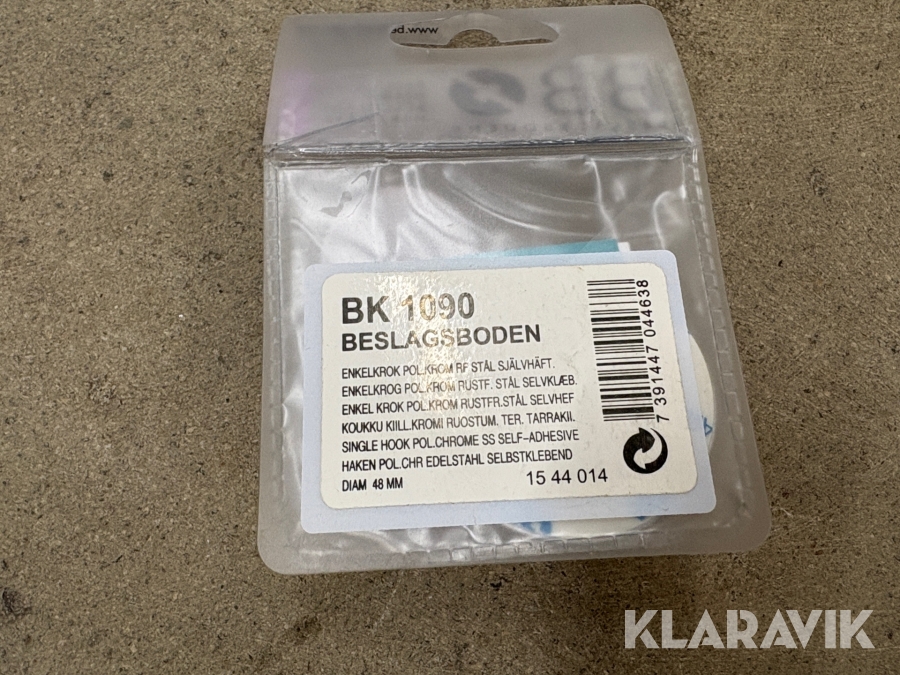 www.be
BK 1090
BESLAGSBODEN
ENKELKROK POL.KROM RF STÅL SJÄLVHÄFT.
ENKELKROG POL.KROM RUSTF. STÅL SELVKLÆB.
ENKEL KROK POL.KROM RUSTFR.STÅL SELVHEF
KOUKKU KIILL.KROMI RUOSTUM. TER. TARRAKII.
SINGLE HOOK POL.CHROME SS SELF-ADHESIVE
HAKEN POL.CHR EDELSTAHL SELBSTKLEBEND
DIAM 48 MM
15 44 014
7 391447 044638
KLARAVIK